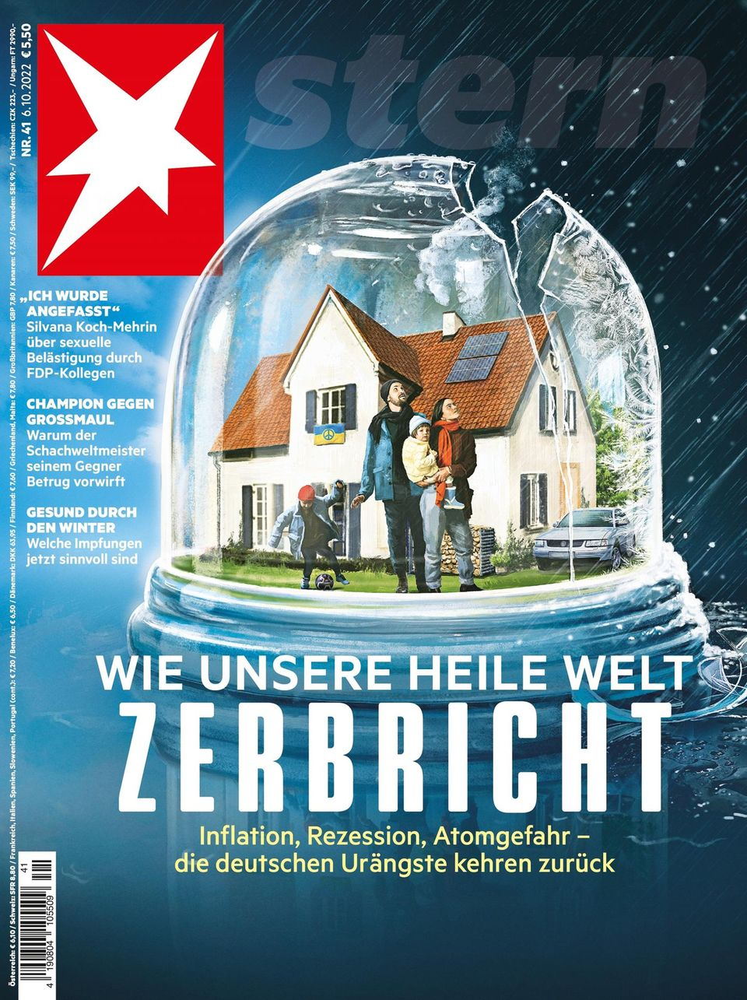 stern
NR. 41 6.10.2022 € 5,50
Österreich: € 6,10 / Schweiz: SFR 8,80 / Frankreich, Italien, Spanien, Slowenien, Portugal (cont.): € 7,20 / Benelux: € 6,50 / Dänemark: DKK 63,95 / Finnland: € 7,60 / Griechenland, Malta: € 7,80 / Großbritannien: GBP 7,80 / Kanaren: € 7,50 / Schweden: SEK 99,– / Tschechien: CZK 223,– / Ungarn: FT 2990,–
„ICH WURDE
ANGEFASST“
Silvana Koch-Mehrin
über sexuelle
Belästigung durch
FDP-Kollegen
CHAMPION GEGEN
GROSSMAUL
Warum der
Schachweltmeister
seinem Gegner
Betrug vorwirft
GESUND DURCH
DEN WINTER
Welche Impfungen
jetzt sinnvoll sind
WIE UNSERE HEILE WELT
ZERBRICHT
Inflation, Rezession, Atomgefahr –
die deutschen Urängste kehren zurück
41
4 190804 105509